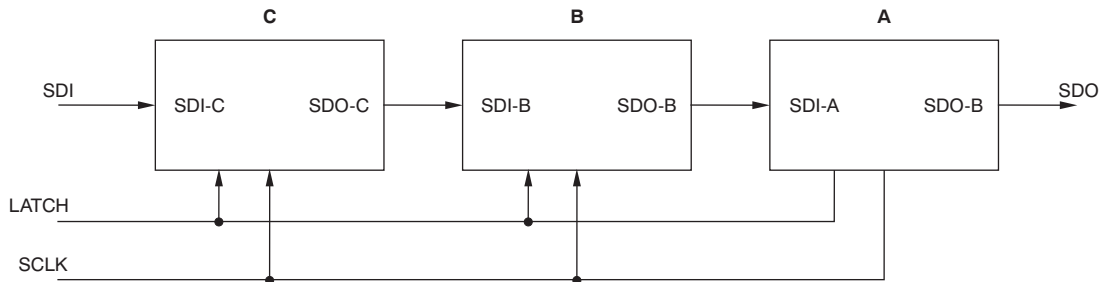 C B A
SDI SDI-C SDO-C SDI-B SDO-B SDI-A SDO-B SDO
LATCH
SCLK